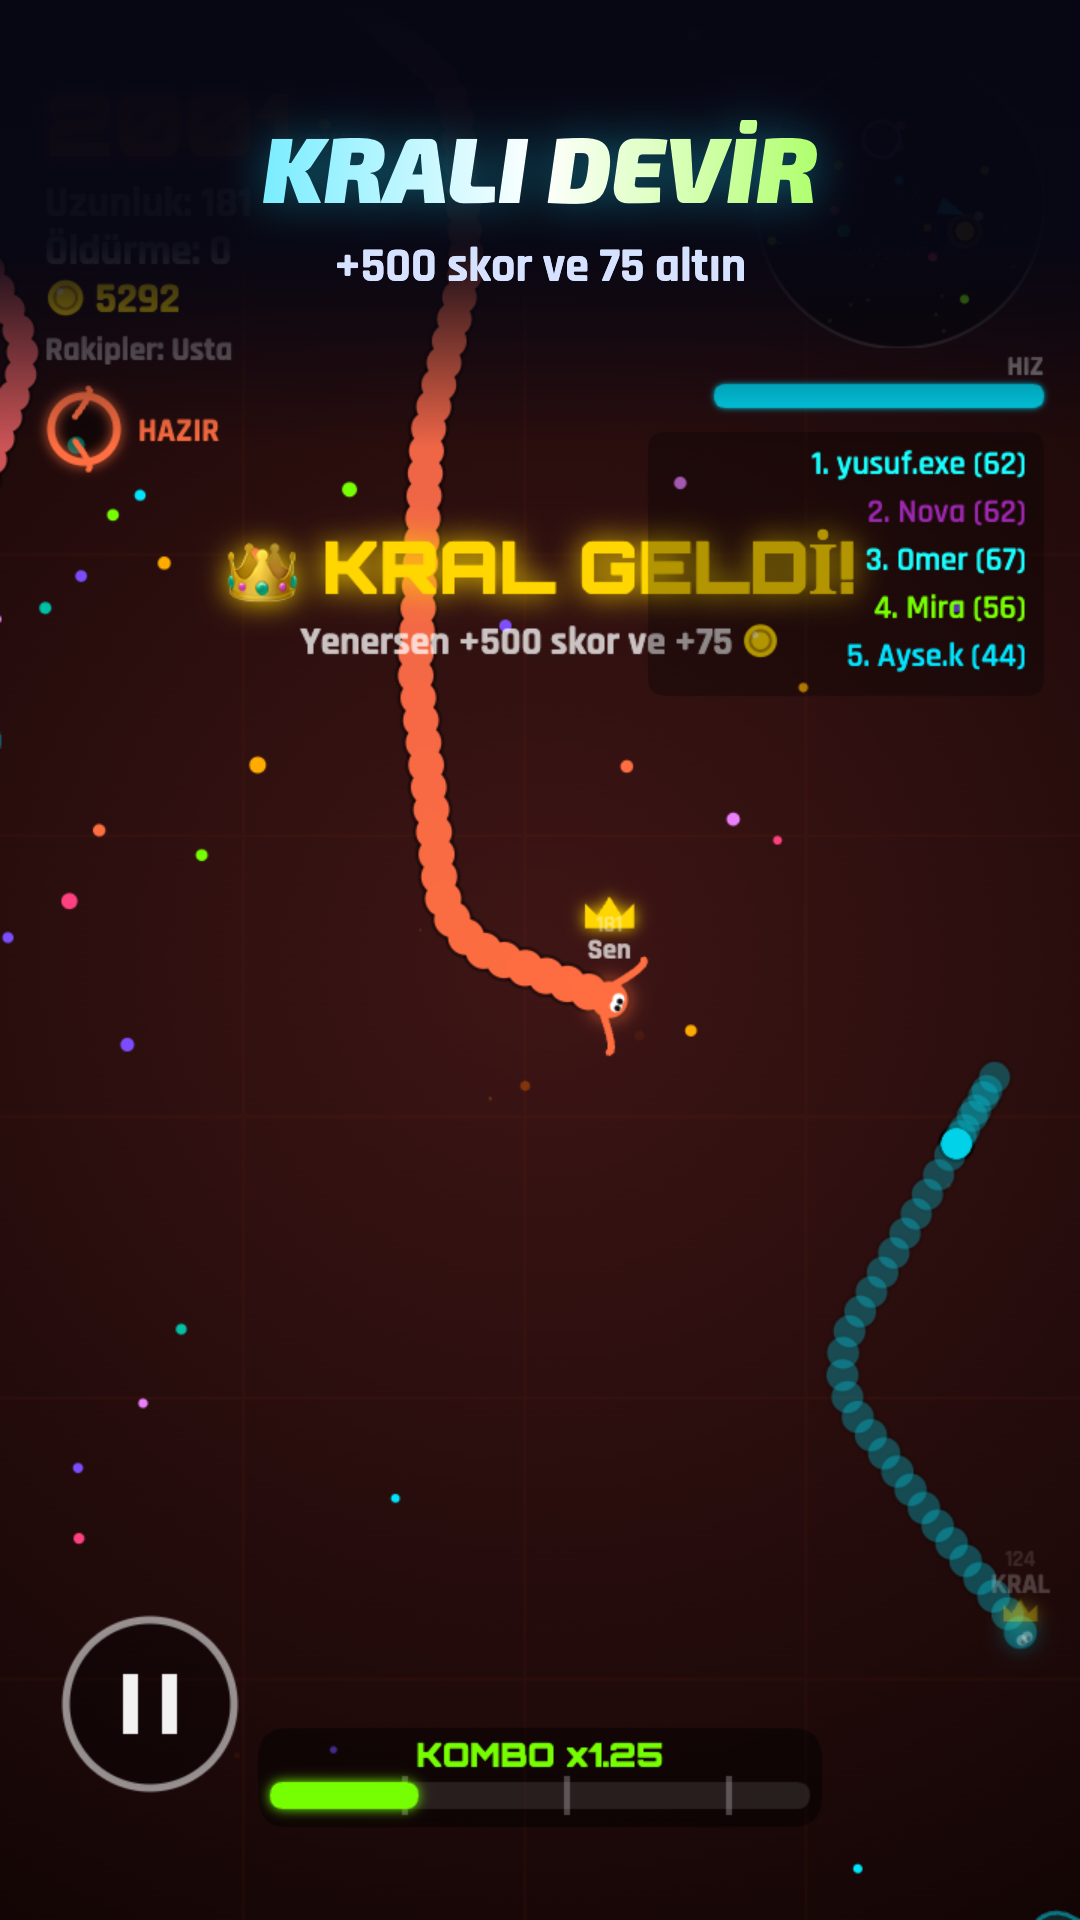 KRALI DEVİR
+500 skor ve 75 altın
Uzunluk: 181
Öldürme: 0
5292
Rakipler: Usta
HAZIR
HIZ
1. yusuf.exe (62)
2. Nova (62)
3. Omer (67)
4. Mira (56)
5. Ayse.k (44)
KRAL GELDİ!
Yenersen +500 skor ve +75
181
Sen
124
KRAL
KOMBO x1.25